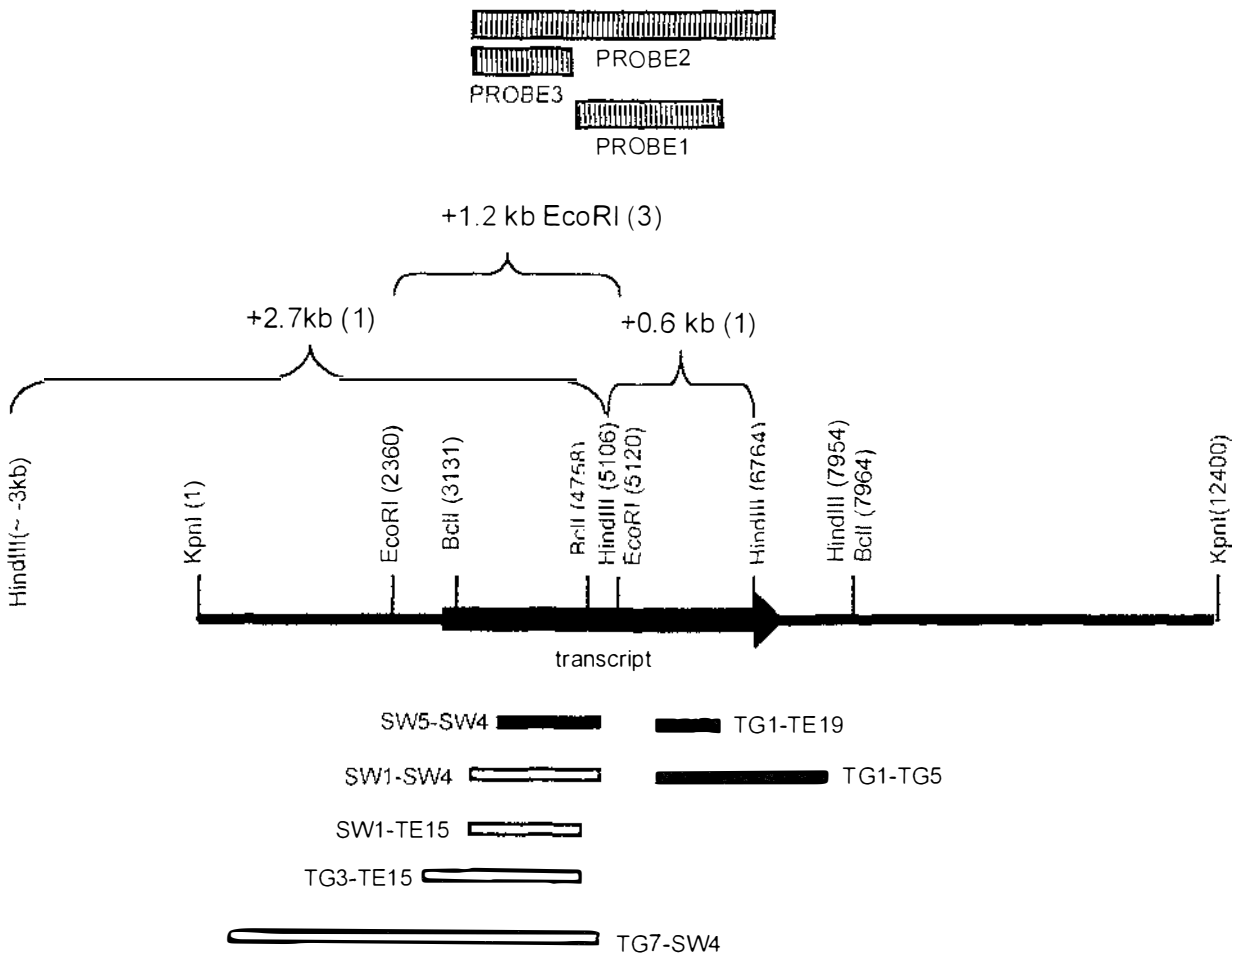 PROBE2
PROBE3
PROBE1
+1.2 kb EcoRI (3)
+2.7kb (1)
+0.6 kb (1)
HindIII(~ -3kb)
KpnI (1)
EcoRI (2360)
BclI (3131)
BclI (4758)
HindIII (5106)
EcoRI (5120)
HindIII (6764)
HindIII (7954)
BclI (7964)
KpnI(12400)
transcript
SW5-SW4
TG1-TE19
SW1-SW4
TG1-TG5
SW1-TE15
TG3-TE15
TG7-SW4